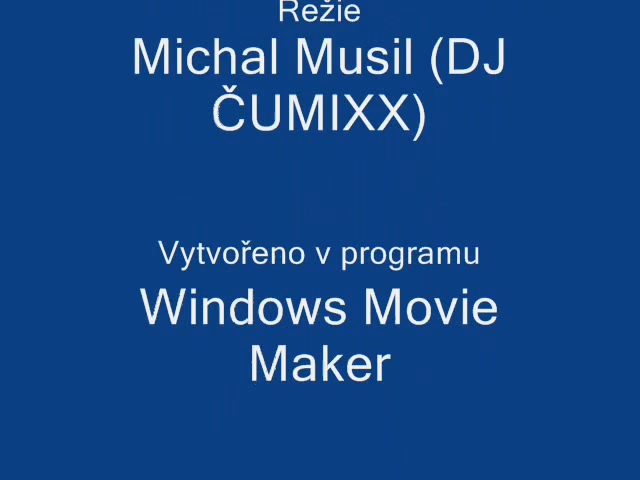 Režie
Michal Musil (DJ
ČUMIXX)
Vytvořeno v programu
Windows Movie
Maker